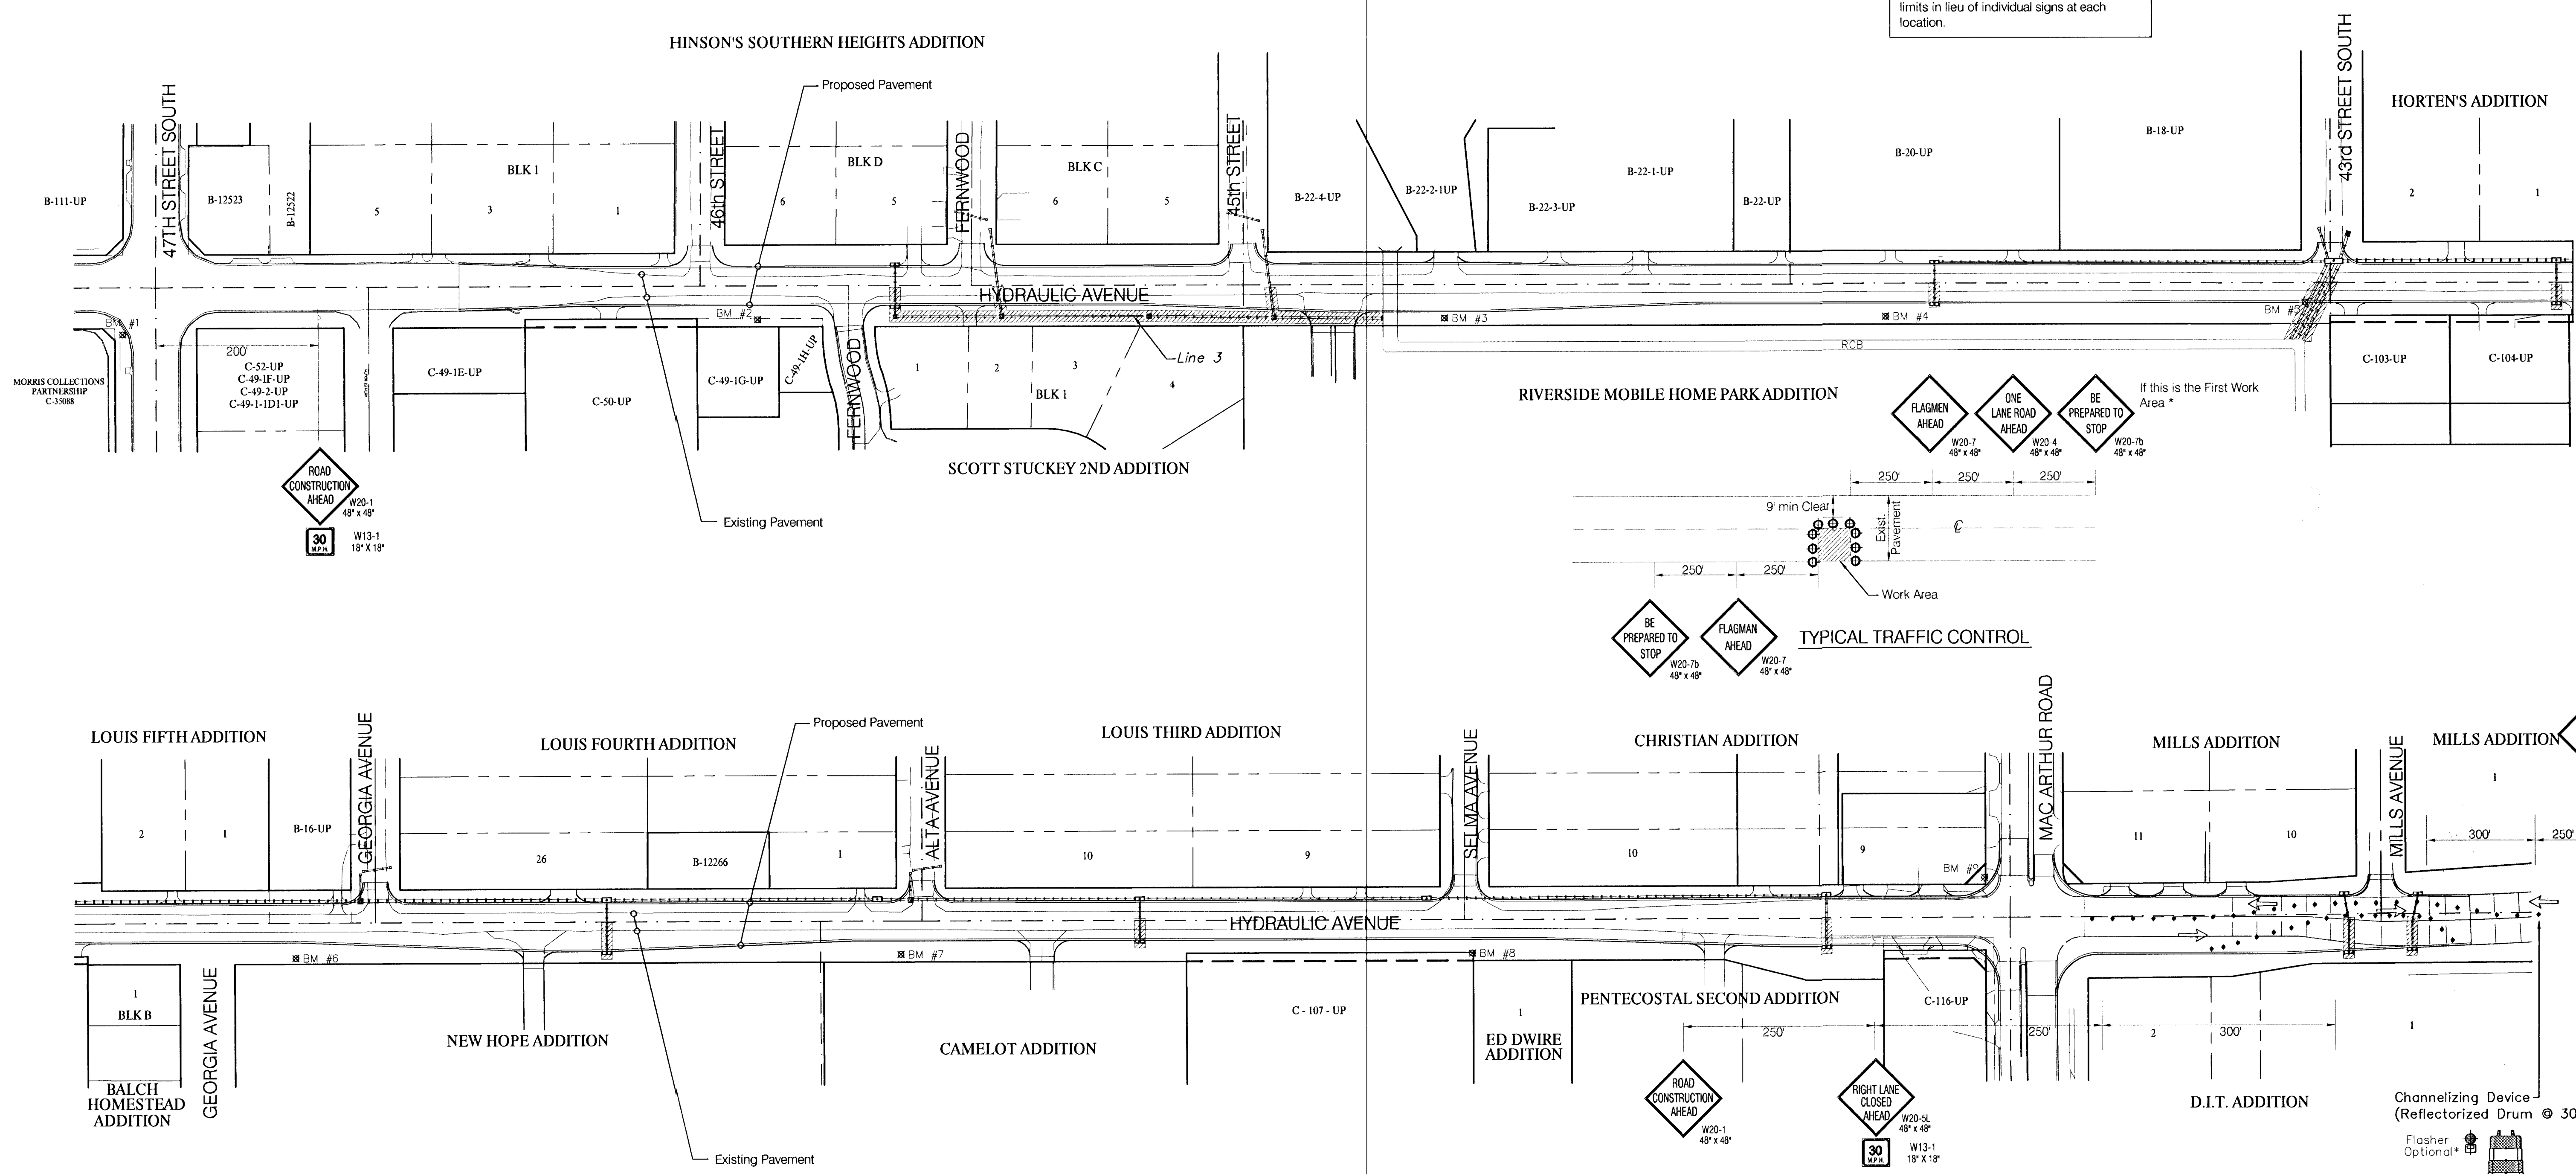 limits in lieu of individual signs at each
location.
HINSON'S SOUTHERN HEIGHTS ADDITION
Proposed Pavement
47TH STREET SOUTH
46th STREET
FERNWOOD
45th STREET
43rd STREET SOUTH
HORTEN'S ADDITION
B-111-UP
B-12523
B-12522
BLK 1
5
3
1
BLK D
6
5
BLK C
6
5
B-22-4-UP
B-22-2-1UP
B-22-3-UP
B-22-1-UP
B-22-UP
B-20-UP
B-18-UP
2
1
HYDRAULIC AVENUE
BM #1
BM #2
BM #3
BM #4
BM #5
RCB
200'
MORRIS COLLECTIONS
PARTNERSHIP
C-35088
C-52-UP
C-49-1F-UP
C-49-2-UP
C-49-1-1D1-UP
C-49-1E-UP
C-50-UP
C-49-1G-UP
C-49-1H-UP
FERNWOOD
1
2
3
4
BLK 1
Line 3
C-103-UP
C-104-UP
SCOTT STUCKEY 2ND ADDITION
RIVERSIDE MOBILE HOME PARK ADDITION
ROAD
CONSTRUCTION
AHEAD
W20-1
48" x 48"
30
M.P.H.
W13-1
18" X 18"
Existing Pavement
FLAGMEN
AHEAD
W20-7
48" x 48"
ONE
LANE ROAD
AHEAD
W20-4
48" x 48"
BE
PREPARED TO
STOP
W20-7b
48" x 48"
If this is the First Work
Area *
250'
250'
250'
9' min Clear
Exist.
Pavement
℄
250'
250'
Work Area
BE
PREPARED TO
STOP
W20-7b
48" x 48"
FLAGMAN
AHEAD
W20-7
48" x 48"
TYPICAL TRAFFIC CONTROL
LOUIS FIFTH ADDITION
GEORGIA AVENUE
LOUIS FOURTH ADDITION
Proposed Pavement
ALTA AVENUE
LOUIS THIRD ADDITION
SELMA AVENUE
CHRISTIAN ADDITION
MAC ARTHUR ROAD
MILLS ADDITION
MILLS AVENUE
MILLS ADDITION
2
1
B-16-UP
26
B-12266
1
10
9
10
9
11
10
1
300'
250'
BM #9
HYDRAULIC AVENUE
BM #6
BM #7
BM #8
1
BLK B
BALCH
HOMESTEAD
ADDITION
GEORGIA AVENUE
NEW HOPE ADDITION
CAMELOT ADDITION
C - 107 - UP
1
ED DWIRE
ADDITION
PENTECOSTAL SECOND ADDITION
C-116-UP
250'
250'
2
300'
1
ROAD
CONSTRUCTION
AHEAD
W20-1
48" x 48"
RIGHT LANE
CLOSED
AHEAD
W20-5L
48" x 48"
30
M.P.H.
W13-1
18" X 18"
D.I.T. ADDITION
Existing Pavement
Channelizing Device
(Reflectorized Drum @ 30
Flasher
Optional*